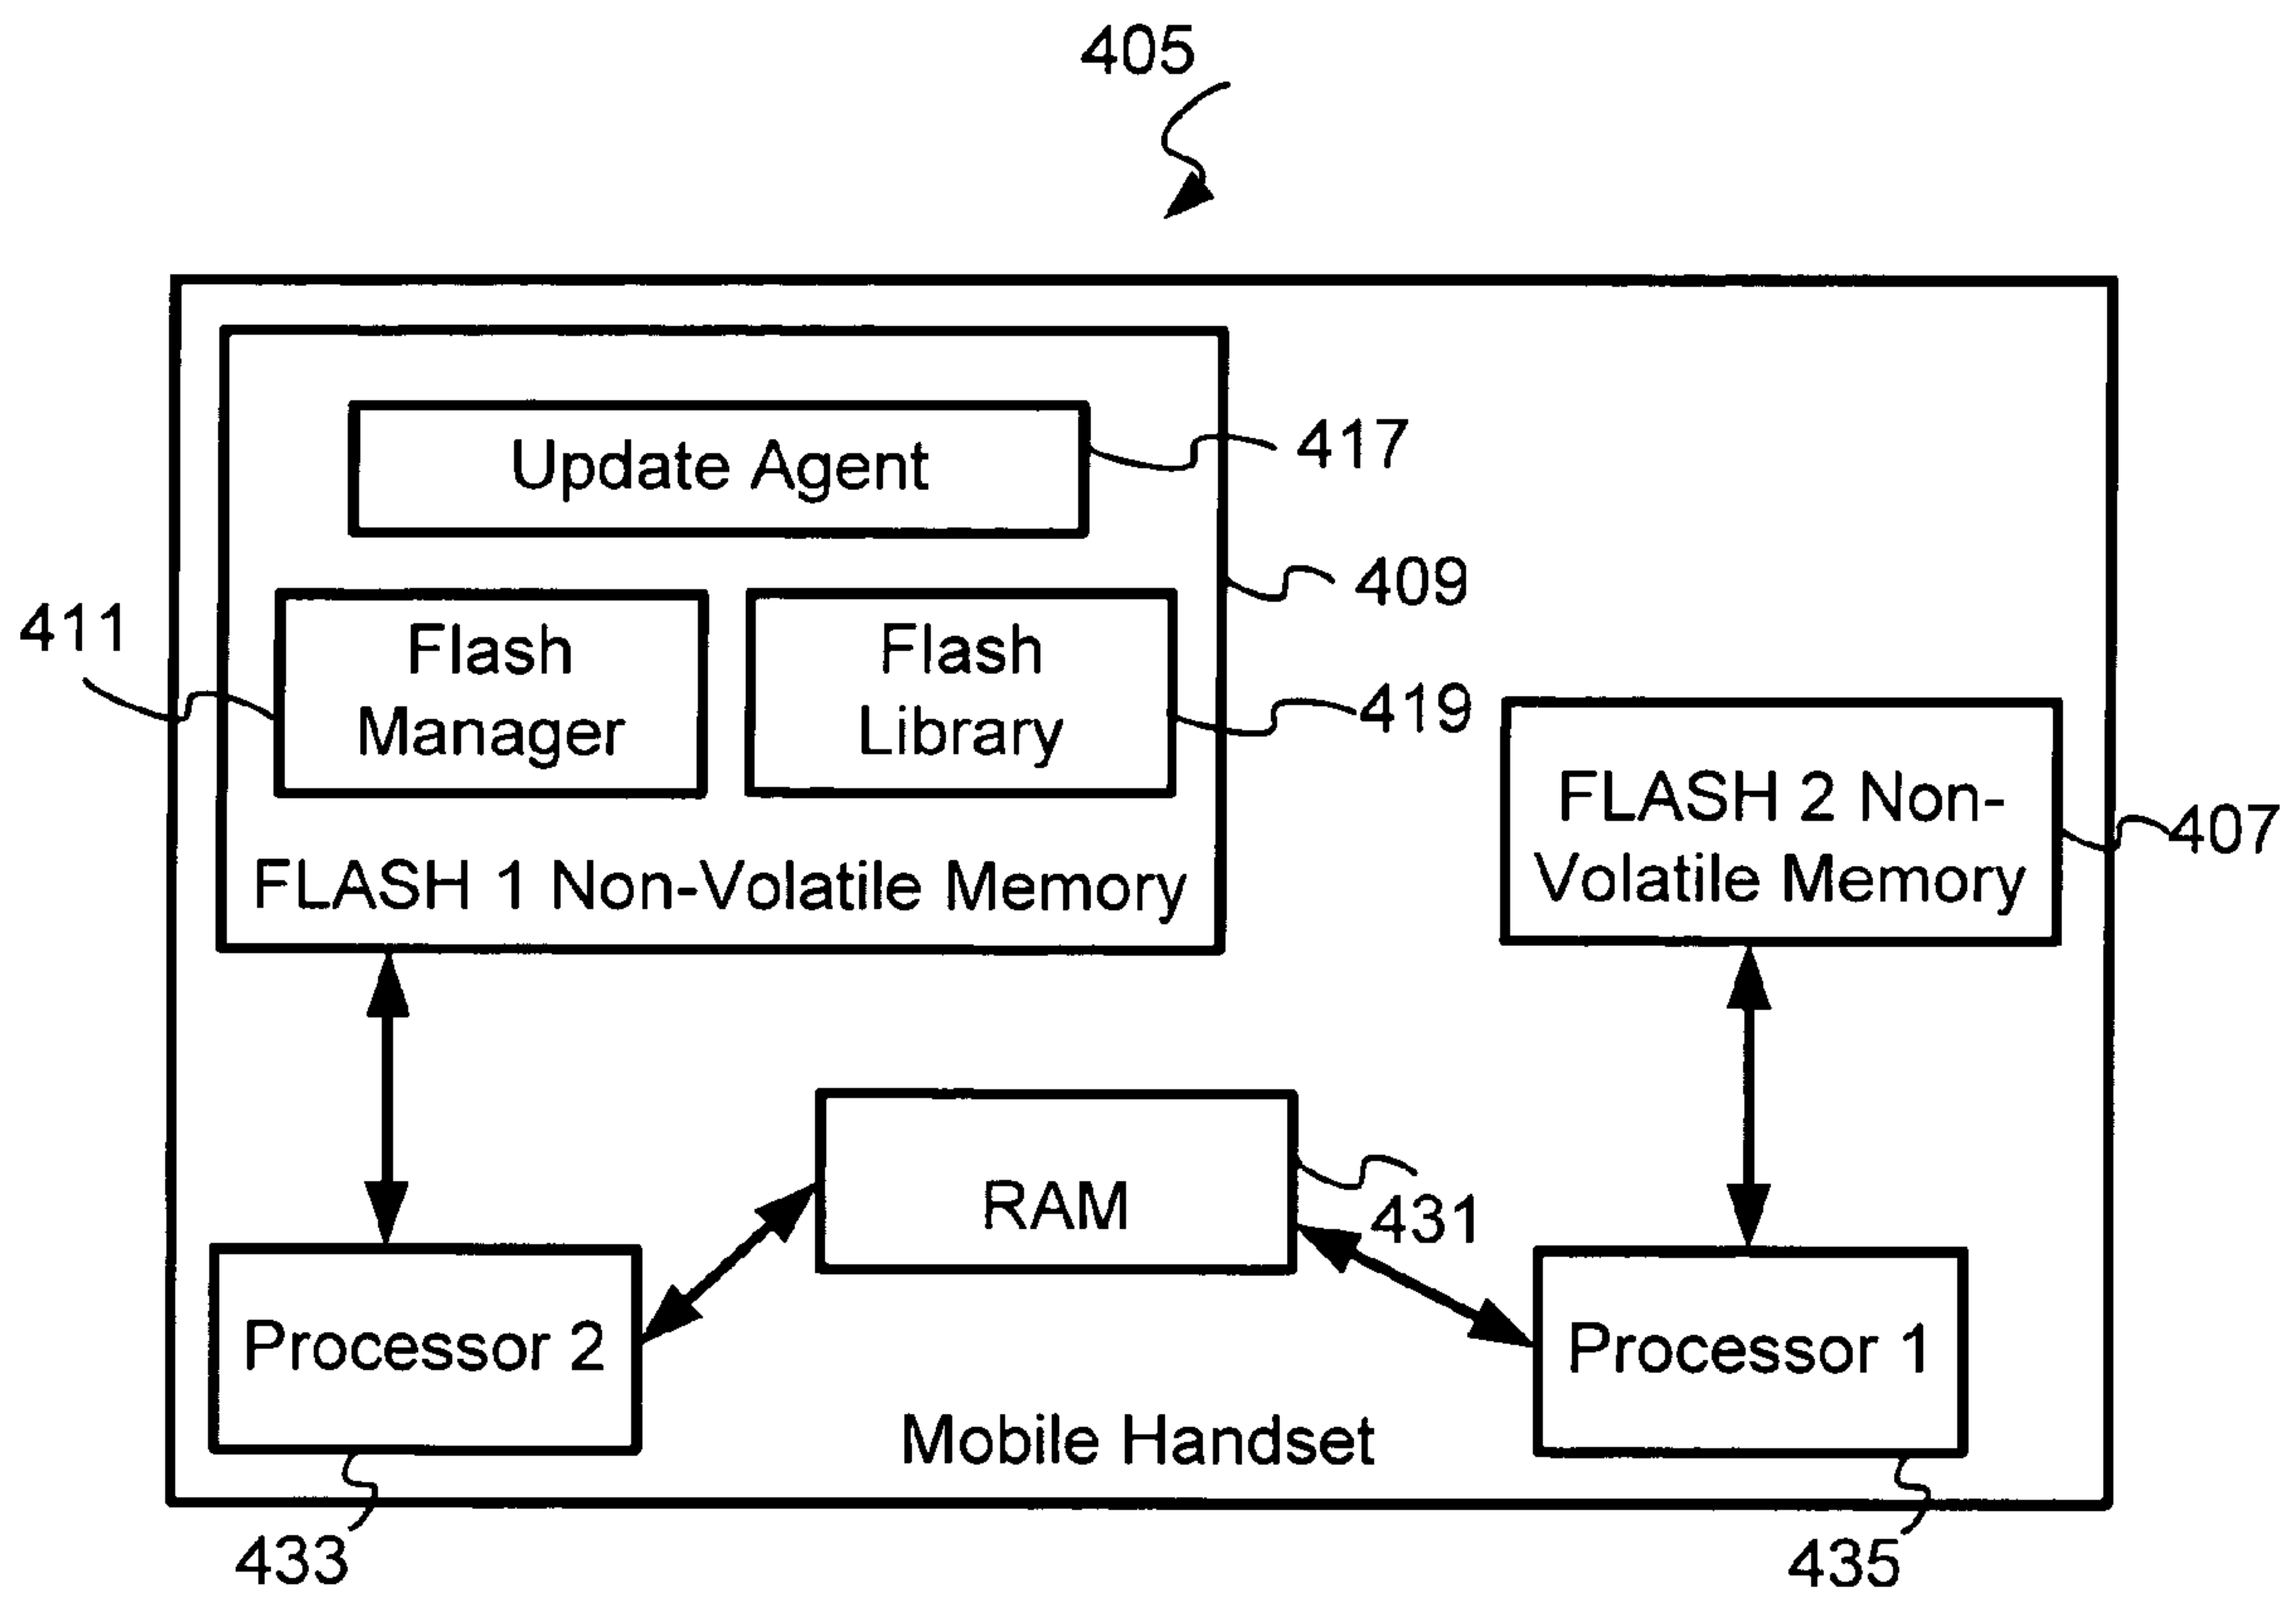 405
Update Agent
417
409
411
Flash
Manager
Flash
Library
419
FLASH 1 Non-Volatile Memory
FLASH 2 Non-
Volatile Memory
407
RAM
431
Processor 2
Processor 1
Mobile Handset
433
435